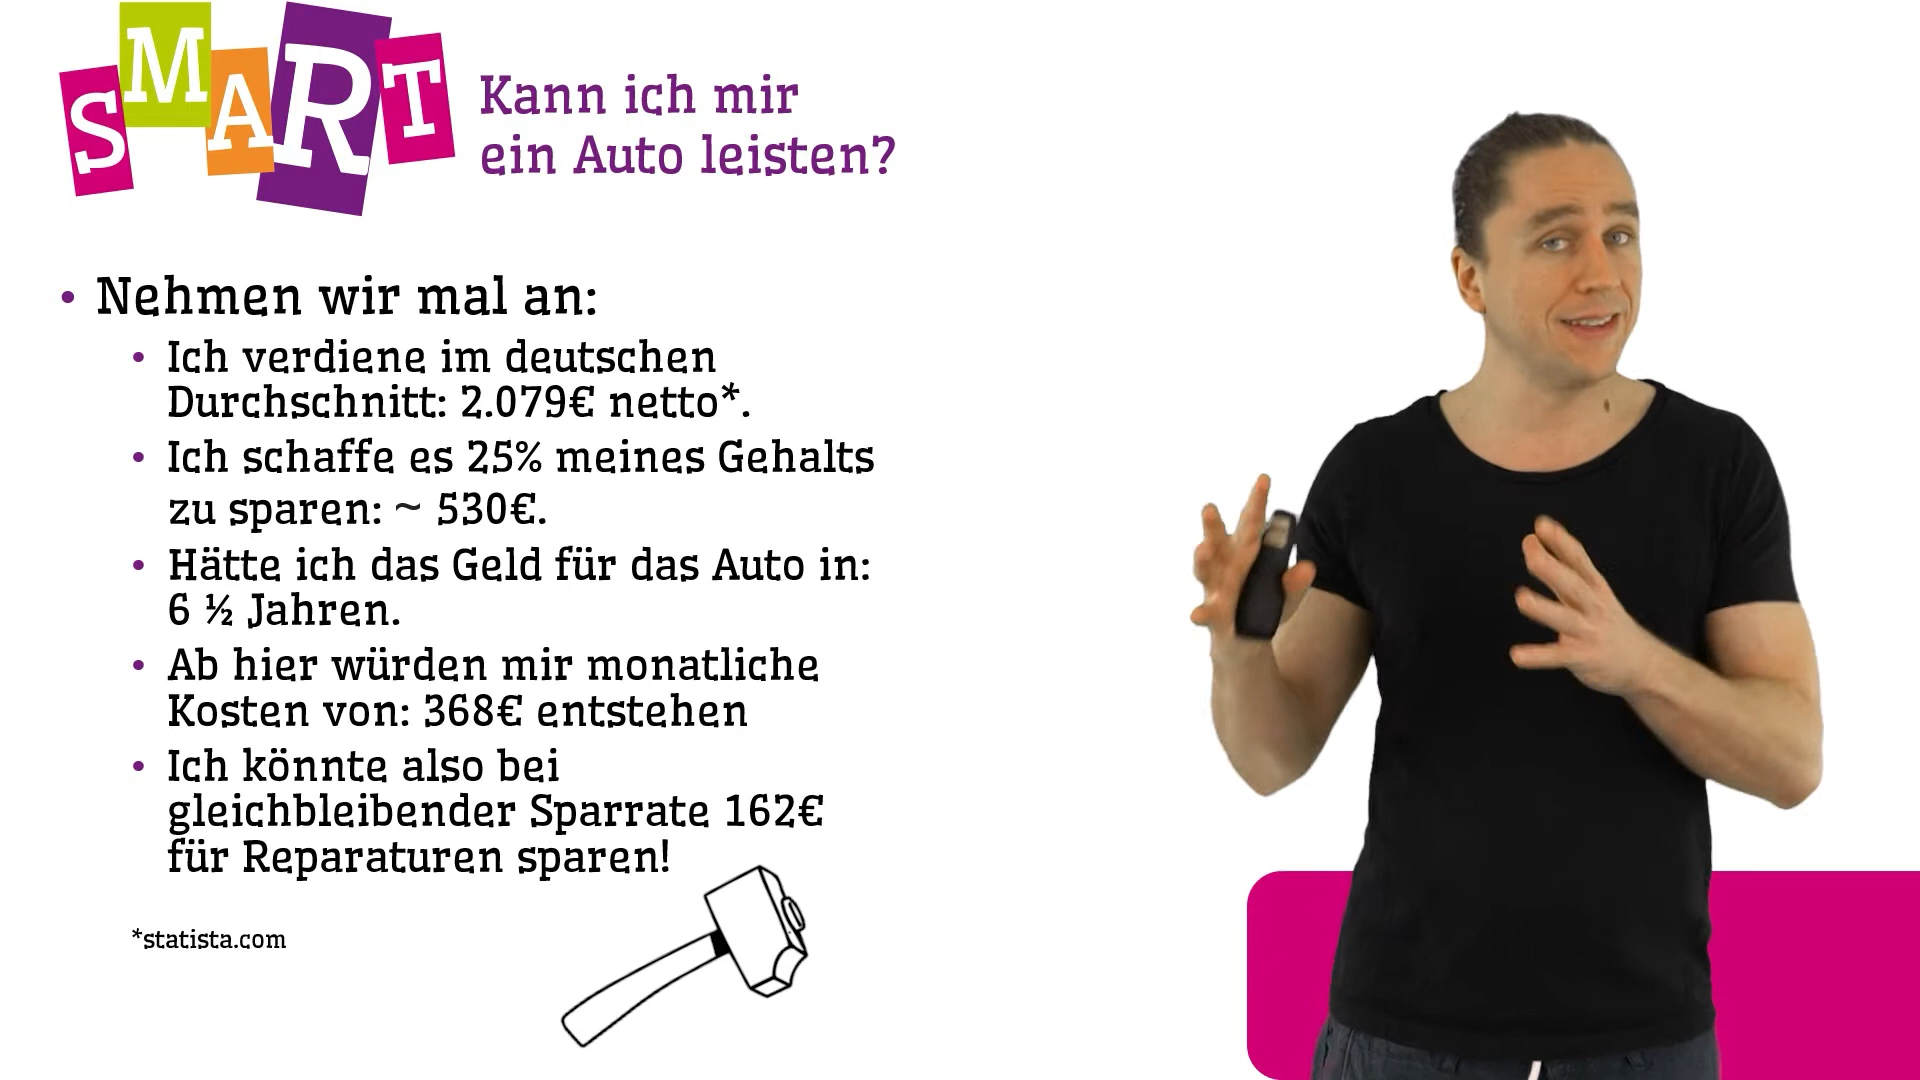 SMART
Kann ich mir
ein Auto leisten?
• Nehmen wir mal an:
• Ich verdiene im deutschen
Durchschnitt: 2.079€ netto*.
• Ich schaffe es 25% meines Gehalts
zu sparen: ~ 530€.
• Hätte ich das Geld für das Auto in:
6 ½ Jahren.
• Ab hier würden mir monatliche
Kosten von: 368€ entstehen
• Ich könnte also bei
gleichbleibender Sparrate 162€
für Reparaturen sparen!
*statista.com